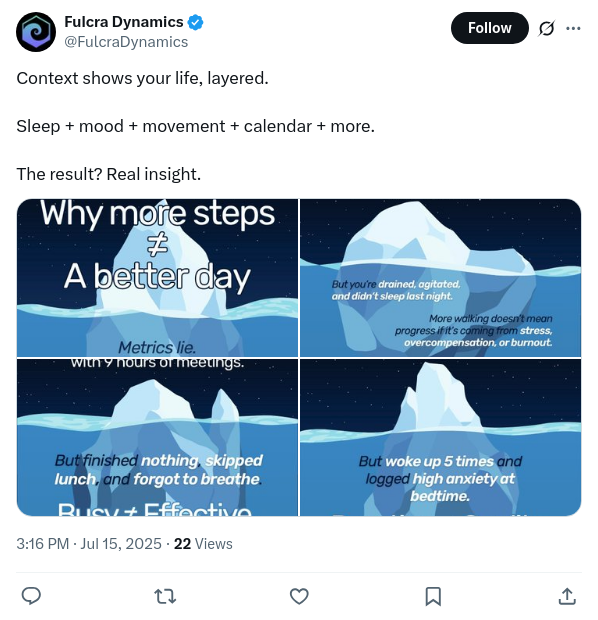 Fulcra Dynamics
@FulcraDynamics
Follow
Context shows your life, layered.
Sleep + mood + movement + calendar + more.
The result? Real insight.
Why more steps
≠
A better day
Metrics lie.
But you're drained, agitated,
and didn't sleep last night.
More walking doesn't mean
progress if it's coming from stress,
overcompensation, or burnout.
with 9 hours of meetings.
But finished nothing, skipped
lunch, and forgot to breathe.
Busy ≠ Effective
But woke up 5 times and
logged high anxiety at
bedtime.
3:16 PM · Jul 15, 2025 · 22 Views